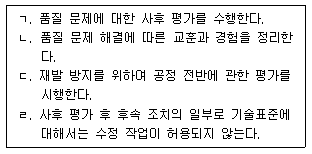 ㄱ. 품질 문제에 대한 사후 평가를 수행한다.
ㄴ. 품질 문제 해결에 따른 교훈과 경험을 정리한
다.
ㄷ. 재발 방지를 위하여 공정 전반에 관한 평가를
시행한다.
ㄹ. 사후 평가 후 후속 조치의 일부로 기술표준에
대해서는 수정 작업이 허용되지 않는다.